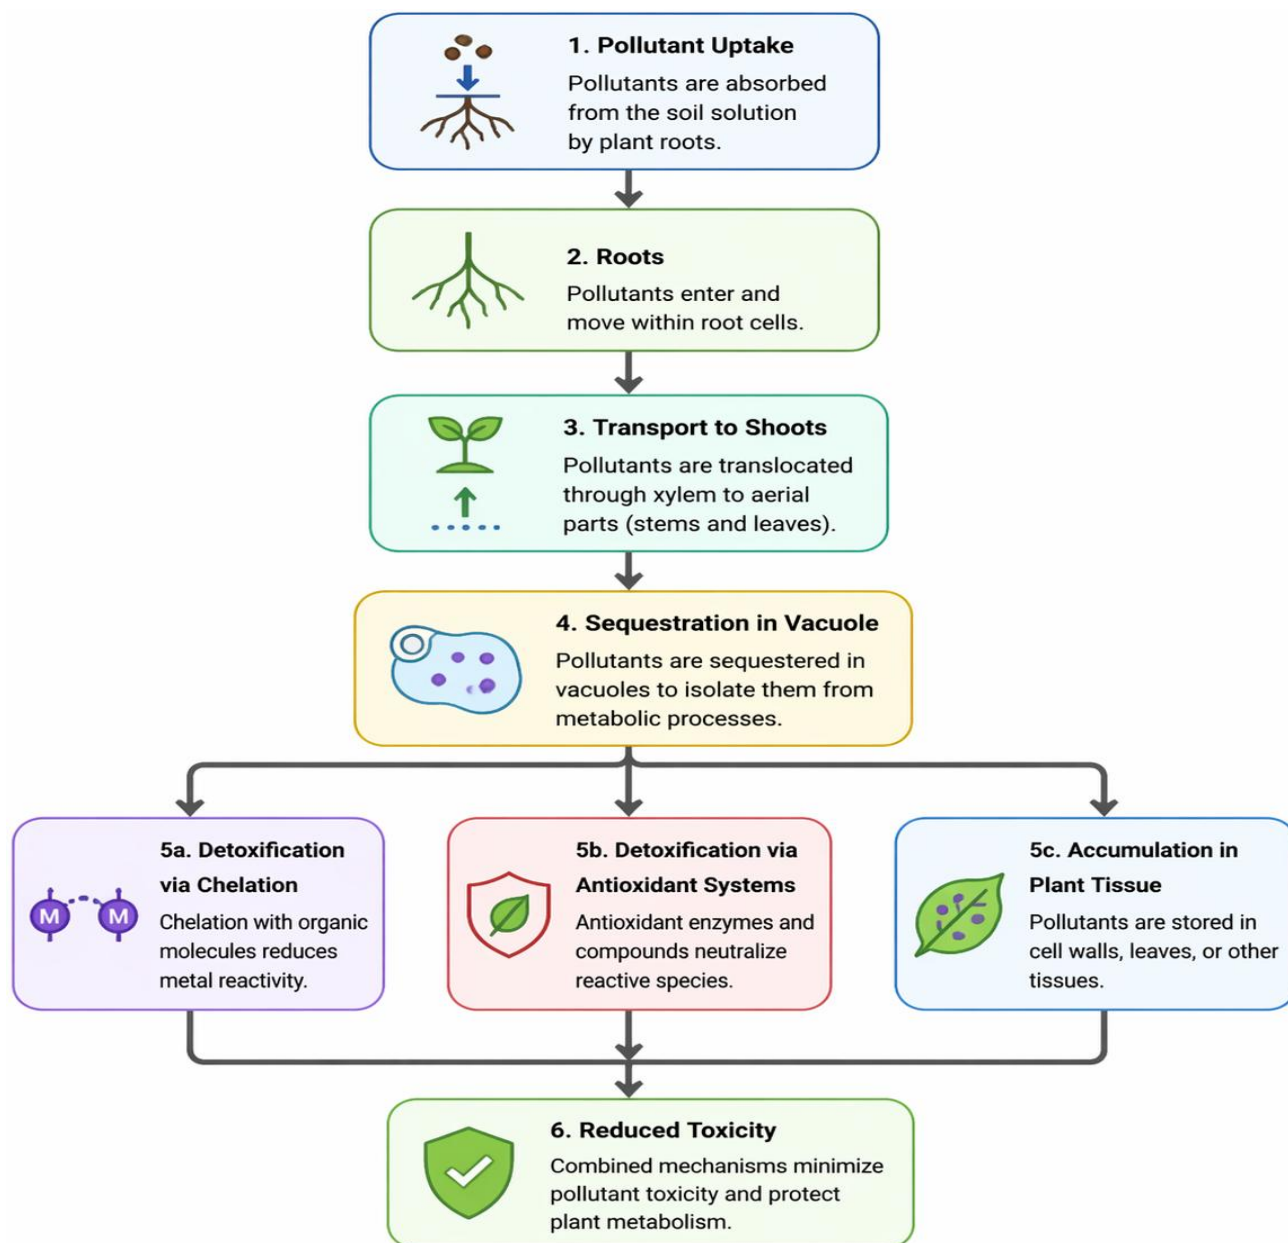 1. Pollutant Uptake
Pollutants are absorbed
from the soil solution
by plant roots.
2. Roots
Pollutants enter and
move within root cells.
3. Transport to Shoots
Pollutants are translocated
through xylem to aerial
parts (stems and leaves).
4. Sequestration in Vacuole
Pollutants are sequestered in
vacuoles to isolate them from
metabolic processes.
5a. Detoxification
via Chelation
M M
Chelation with organic
molecules reduces
metal reactivity.
5b. Detoxification via
Antioxidant Systems
Antioxidant enzymes and
compounds neutralize
reactive species.
5c. Accumulation in
Plant Tissue
Pollutants are stored in
cell walls, leaves, or other
tissues.
6. Reduced Toxicity
Combined mechanisms minimize
pollutant toxicity and protect
plant metabolism.